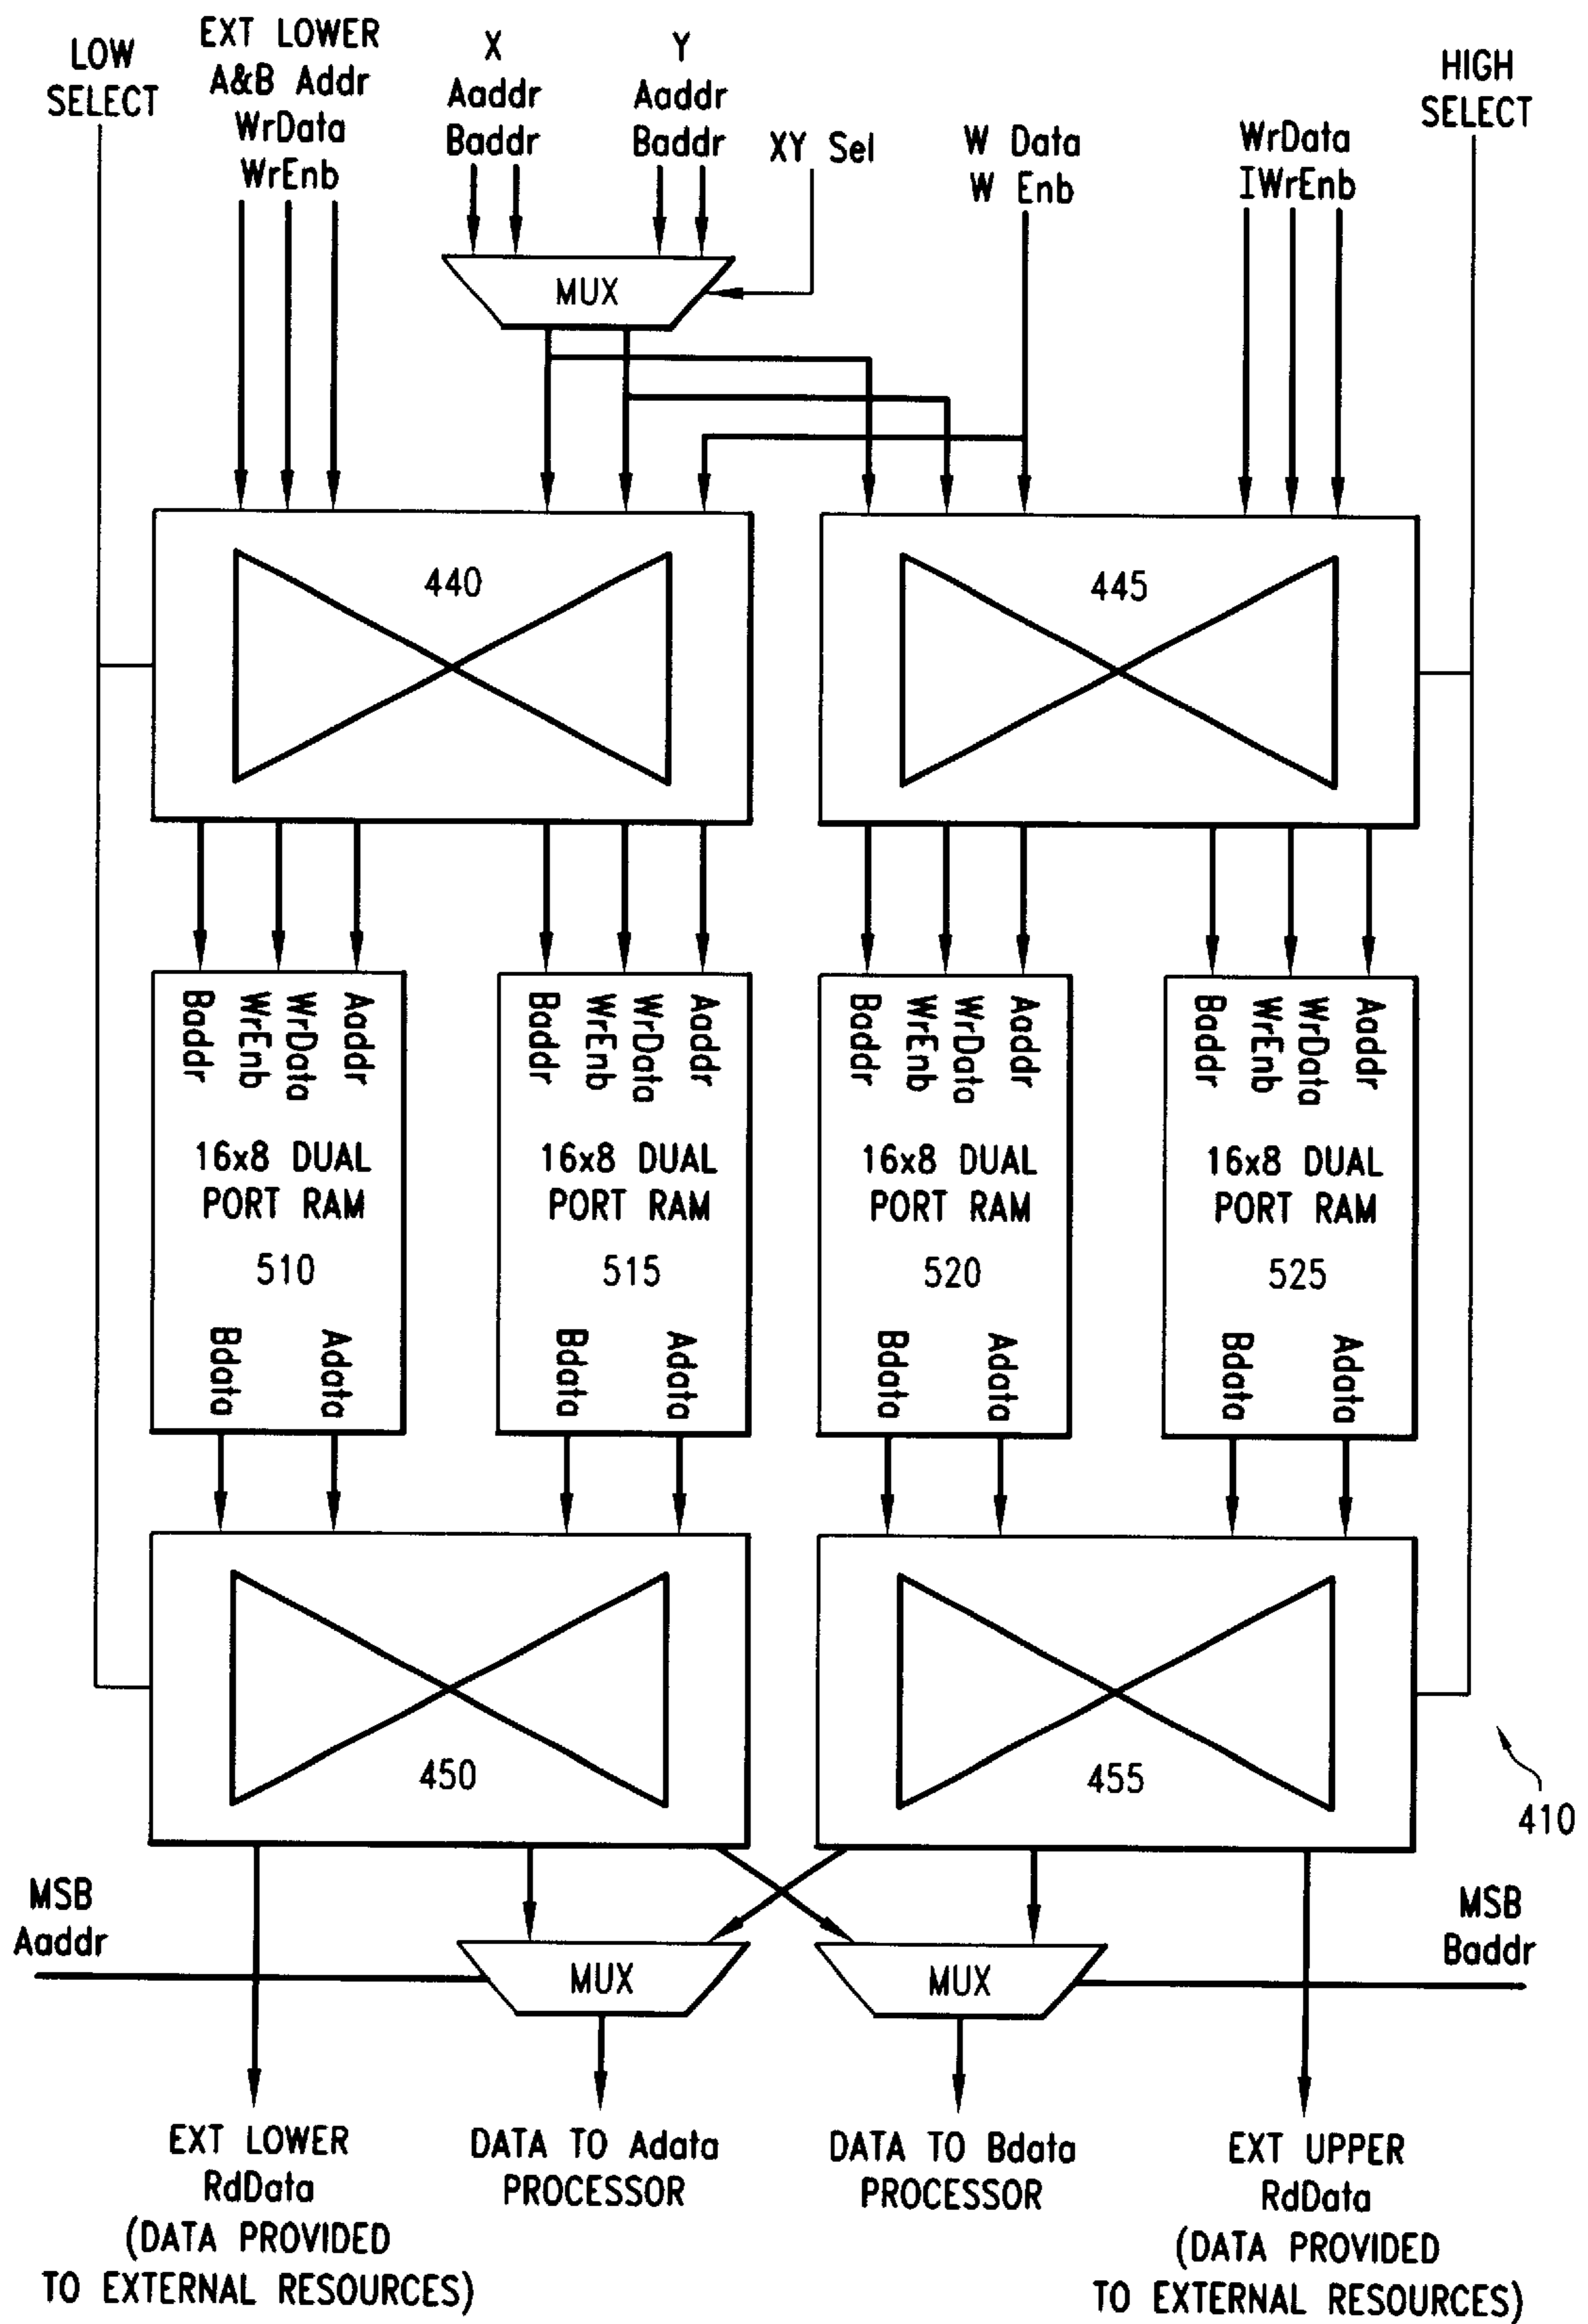 LOW
SELECT
EXT LOWER
A&B Addr
WrData
WrEnb
X
Aaddr
Baddr
Y
Aaddr
Baddr
XY Sel
W Data
W Enb
WrData
IWrEnb
HIGH
SELECT
MUX
440
445
Baddr
WrEnb
WrData
Aaddr
16x8 DUAL
PORT RAM
510
Bdata
Adata
Baddr
WrEnb
WrData
Aaddr
16x8 DUAL
PORT RAM
515
Bdata
Adata
Baddr
WrEnb
WrData
Aaddr
16x8 DUAL
PORT RAM
520
Bdata
Adata
Baddr
WrEnb
WrData
Aaddr
16x8 DUAL
PORT RAM
525
Bdata
Adata
450
455
410
MSB
Aaddr
MUX
MUX
MSB
Baddr
EXT LOWER
RdData
(DATA PROVIDED
TO EXTERNAL RESOURCES)
DATA TO Adata
PROCESSOR
DATA TO Bdata
PROCESSOR
EXT UPPER
RdData
(DATA PROVIDED
TO EXTERNAL RESOURCES)